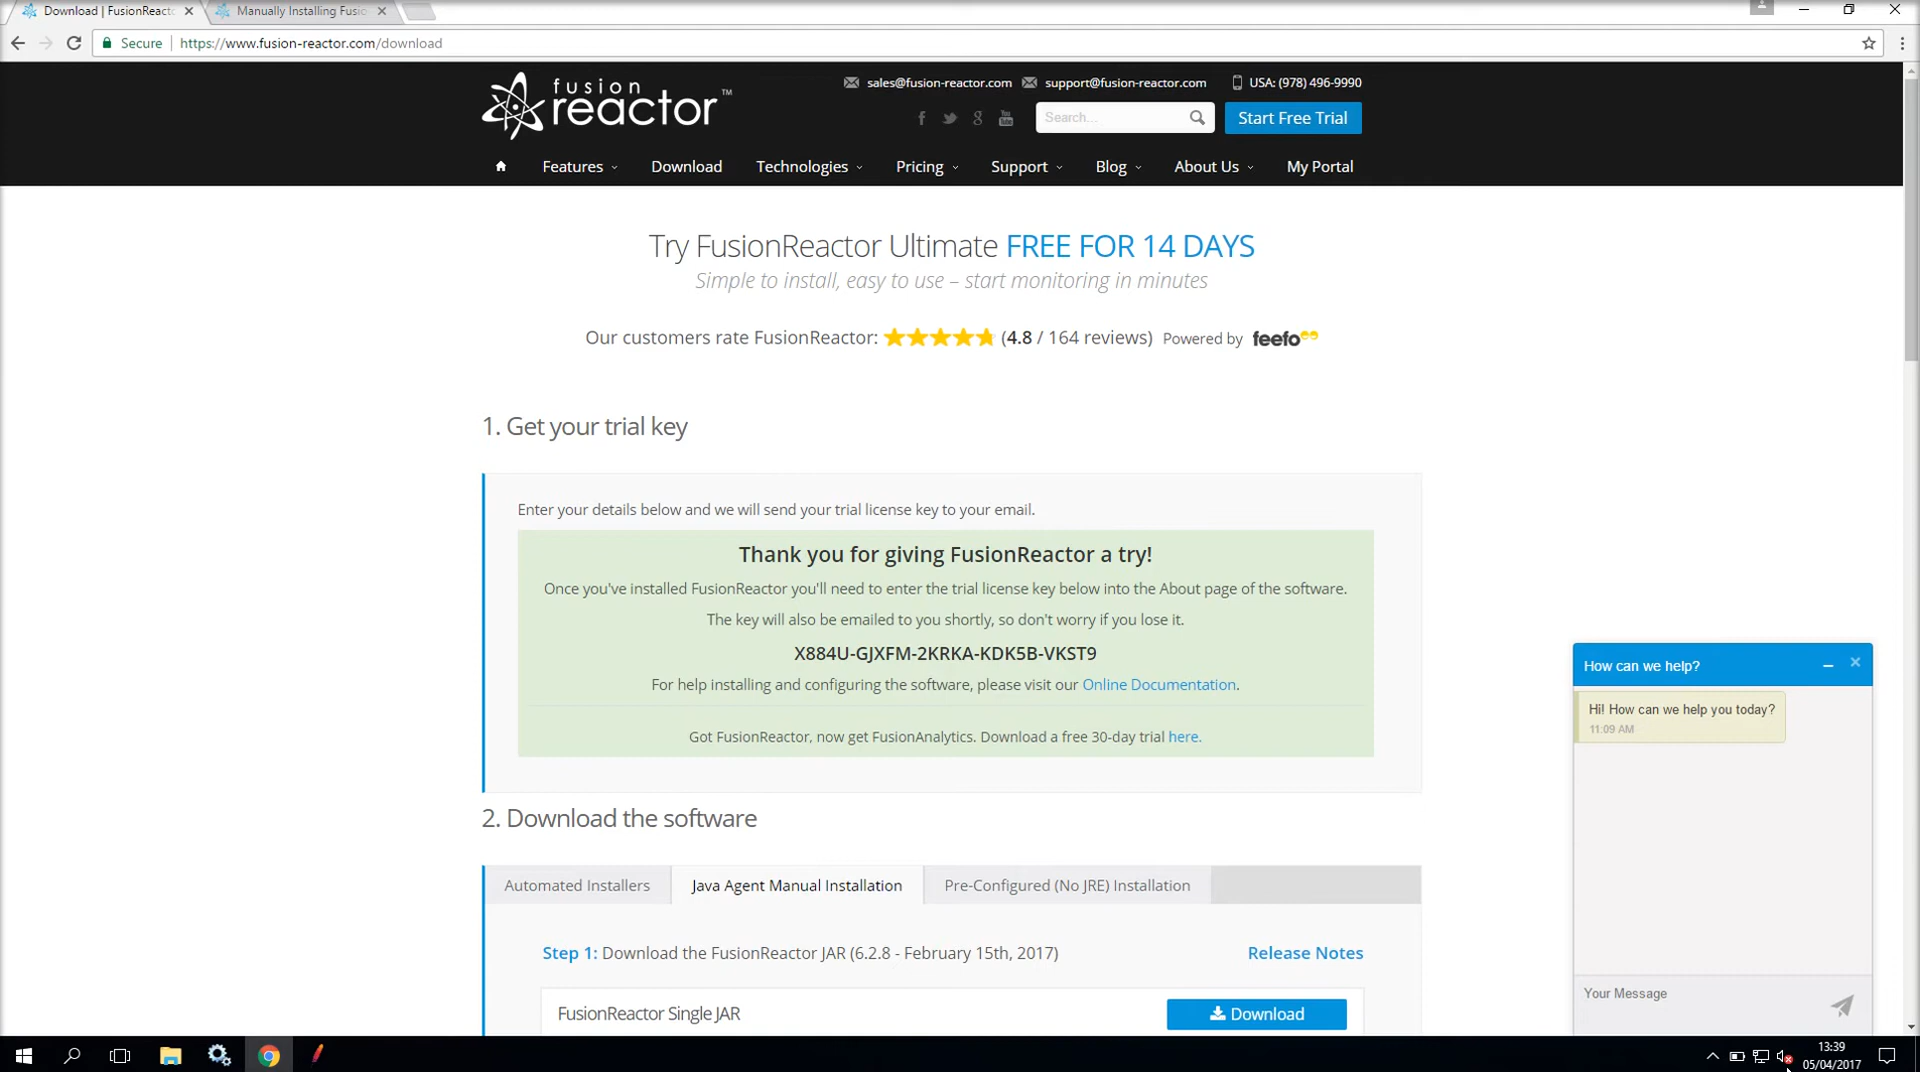 Download | FusionReacto
Manually Installing Fusio
Secure
https://www.fusion-reactor.com/download
fusion
reactor™
sales@fusion-reactor.com
support@fusion-reactor.com
USA: (978) 496-9990
Search...
Start Free Trial
Features
Download
Technologies
Pricing
Support
Blog
About Us
My Portal
Try FusionReactor Ultimate FREE FOR 14 DAYS
Simple to install, easy to use – start monitoring in minutes
Our customers rate FusionReactor: (4.8 / 164 reviews) Powered by feefo
1. Get your trial key
Enter your details below and we will send your trial license key to your email.
Thank you for giving FusionReactor a try!
Once you've installed FusionReactor you'll need to enter the trial license key below into the About page of the software.
The key will also be emailed to you shortly, so don't worry if you lose it.
X884U-GJXFM-2KRKA-KDK5B-VKST9
For help installing and configuring the software, please visit our Online Documentation.
Got FusionReactor, now get FusionAnalytics. Download a free 30-day trial here.
How can we help?
Hi! How can we help you today?
11:09 AM
2. Download the software
Automated Installers
Java Agent Manual Installation
Pre-Configured (No JRE) Installation
Step 1: Download the FusionReactor JAR (6.2.8 - February 15th, 2017)
Release Notes
FusionReactor Single JAR
Download
Your Message
13:39
05/04/2017